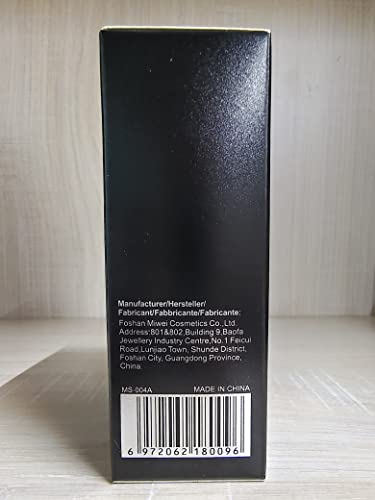 Manufacturer/Hersteller/
Fabricant/Fabbricante/Fabricante:
Foshan Miwei Cosmetics Co.,Ltd.
Address:801&802,Building 9,Baofa
Jewellery Industry Centre,No.1 Feicui
Road,Lunjiao Town, Shunde District,
Foshan City, Guangdong Province,
China.
MS 004A MADE IN CHINA
6 972062 180096